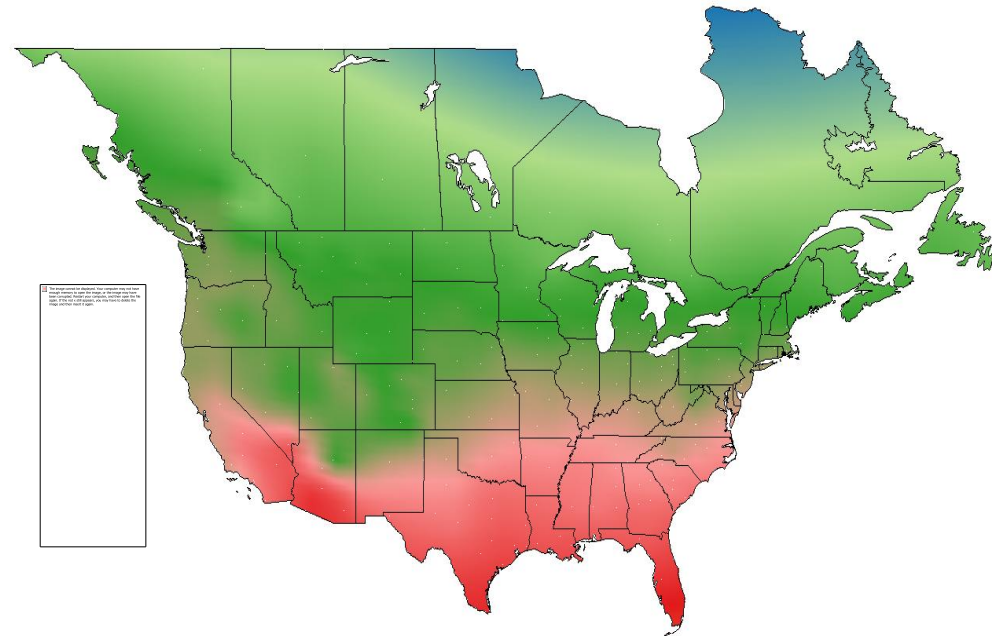 The image cannot be displayed. Your computer may not have
enough memory to open the image, or the image may have
been corrupted. Restart your computer, and then open the file
again. If the red x still appears, you may have to delete the
image and then insert it again.